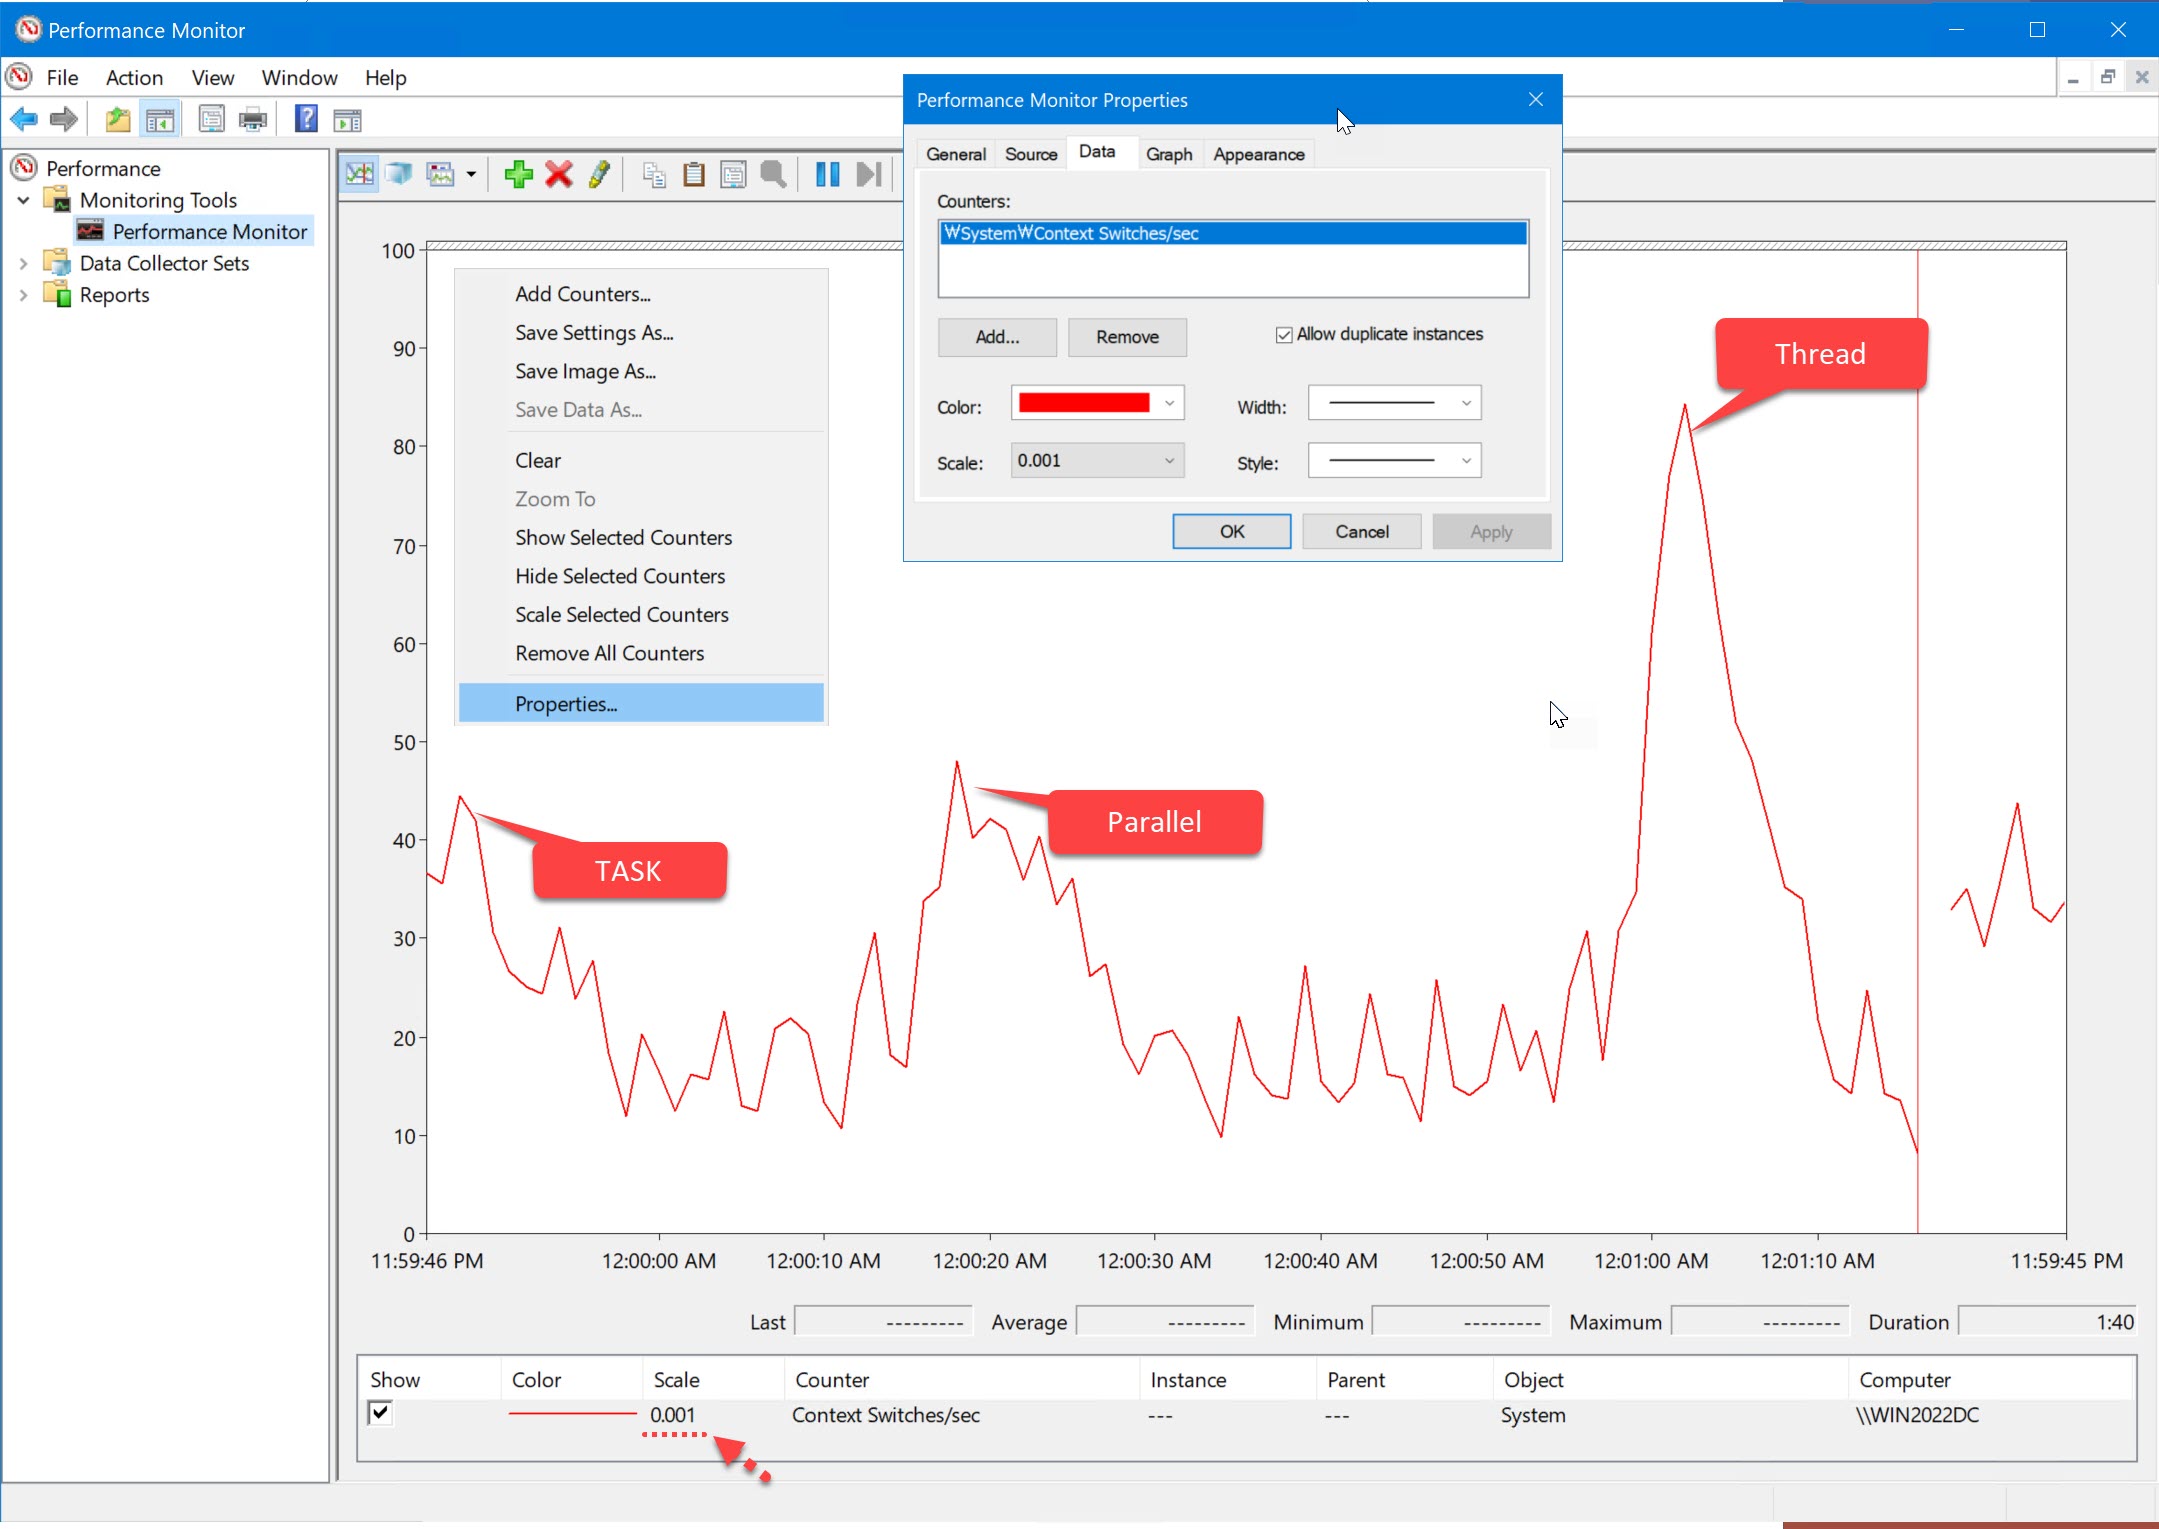 Performance Monitor
File Action View Window Help
Performance
Monitoring Tools
Performance Monitor
Data Collector Sets
Reports
Performance Monitor Properties
General Source Data Graph Appearance
Counters:
₩System₩Context Switches/sec
Add... Remove Allow duplicate instances
Color: Width:
Scale: 0.001 Style:
OK Cancel Apply
Add Counters...
Save Settings As...
Save Image As...
Save Data As...
Clear
Zoom To
Show Selected Counters
Hide Selected Counters
Scale Selected Counters
Remove All Counters
Properties...
100
90
80
70
60
50
40
30
20
10
0
Thread
Parallel
TASK
11:59:46 PM 12:00:00 AM 12:00:10 AM 12:00:20 AM 12:00:30 AM 12:00:40 AM 12:00:50 AM 12:01:00 AM 12:01:10 AM 11:59:45 PM
Last --------- Average --------- Minimum --------- Maximum --------- Duration 1:40
Show Color Scale Counter Instance Parent Object Computer
0.001 Context Switches/sec --- --- System \\WIN2022DC